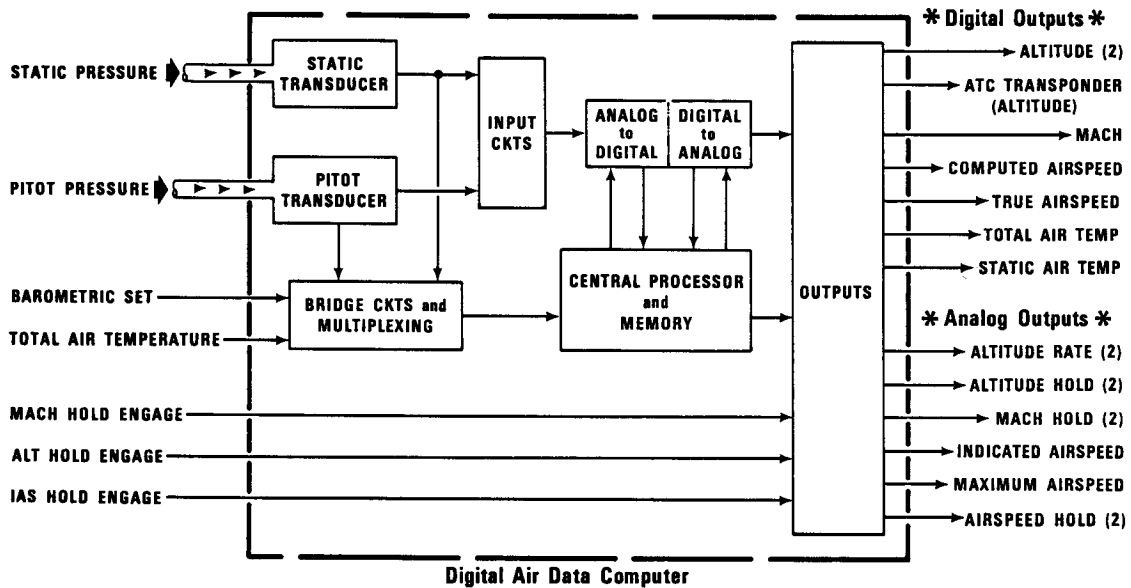 STATIC PRESSURE
PITOT PRESSURE
BAROMETRIC SET
TOTAL AIR TEMPERATURE
MACH HOLD ENGAGE
ALT HOLD ENGAGE
IAS HOLD ENGAGE
STATIC
TRANSDUCER
PITOT
TRANSDUCER
BRIDGE CKTS and
MULTIPLEXING
INPUT
CKTS
ANALOG
to
DIGITAL
DIGITAL
to
ANALOG
CENTRAL PROCESSOR
and
MEMORY
OUTPUTS
* Digital Outputs *
ALTITUDE (2)
ATC TRANSPONDER
(ALTITUDE)
MACH
COMPUTED AIRSPEED
TRUE AIRSPEED
TOTAL AIR TEMP
STATIC AIR TEMP
* Analog Outputs *
ALTITUDE RATE (2)
ALTITUDE HOLD (2)
MACH HOLD (2)
INDICATED AIRSPEED
MAXIMUM AIRSPEED
AIRSPEED HOLD (2)
Digital Air Data Computer